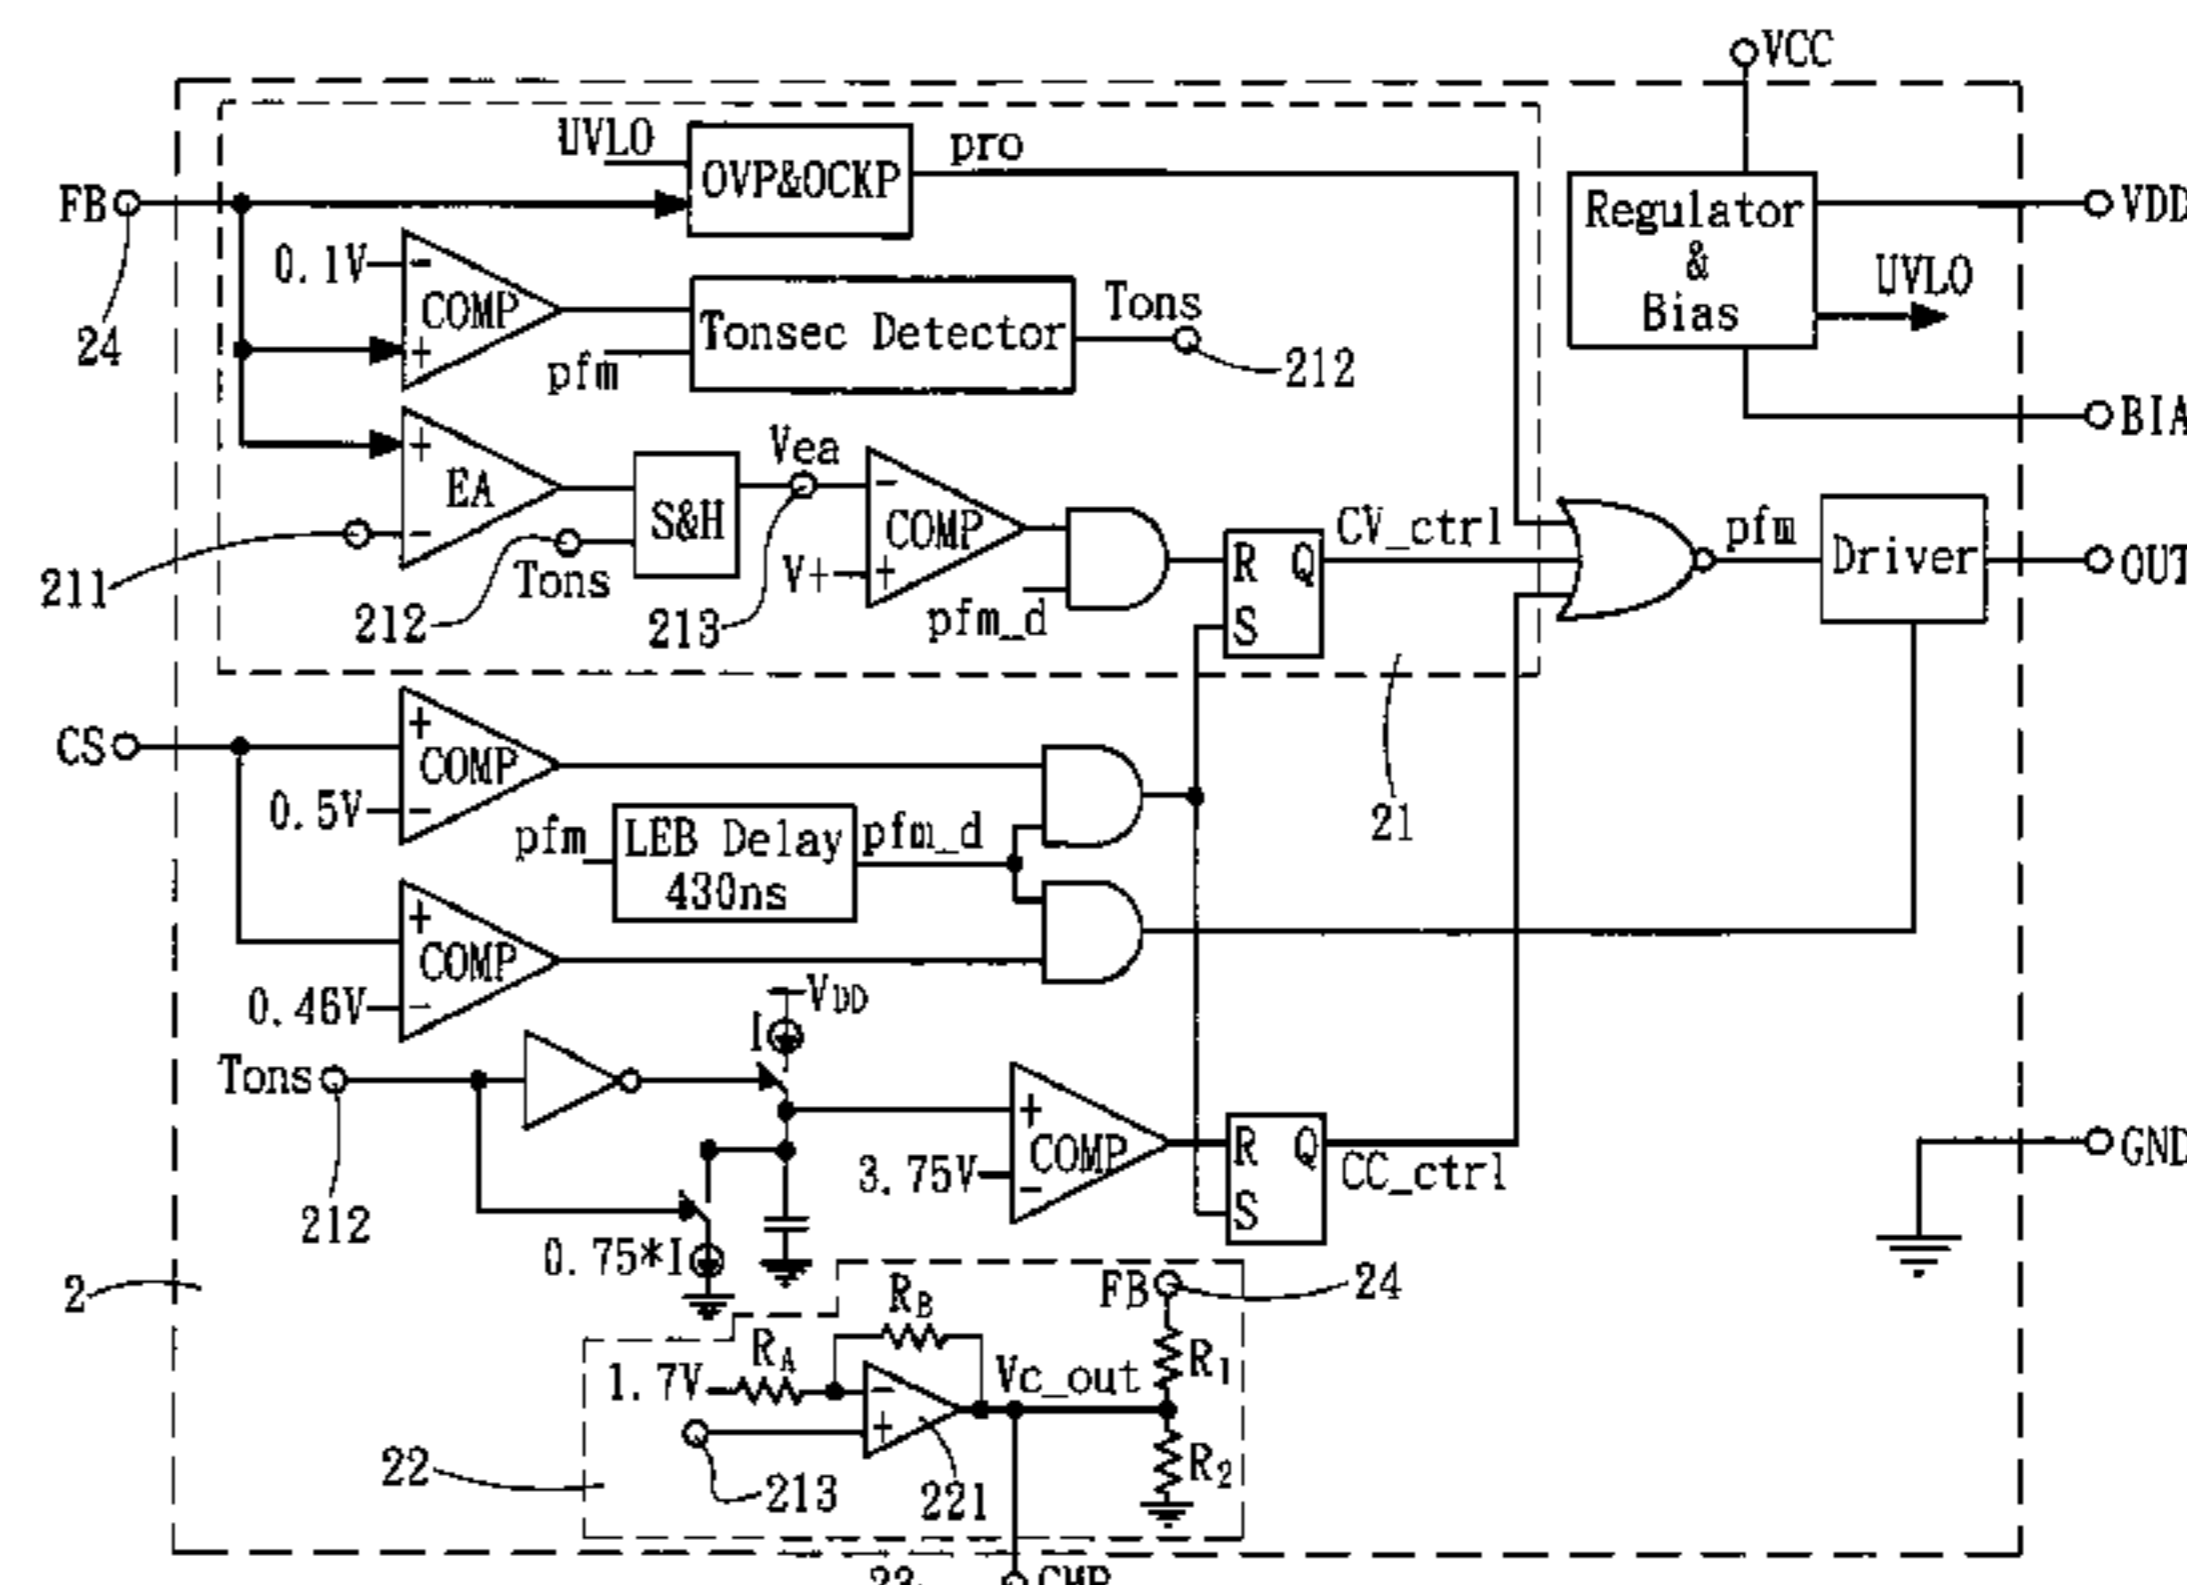 VCC
UVLO
OVP&OCKP
pro
FB
24
0.1V
-
COMP
+
pfm
Tonsec Detector
Tons
212
Regulator
&
Bias
VDD
UVLO
BIA
+
EA
-
211
S&H
Tons
212
Vea
213
-
COMP
V+
+
pfm_d
R Q
S
CV_ctrl
pfm
Driver
OUT
21
CS
+
COMP
0.5V
-
pfm
LEB Delay
430ns
pfm_d
+
COMP
0.46V
-
VDD
I
Tons
212
0.75*I
+
COMP
3.75V
-
R Q
S
CC_ctrl
GND
2
FB
24
RB
RA
1.7V
-
+
Vc_out
R1
R2
22
213
221
CMP